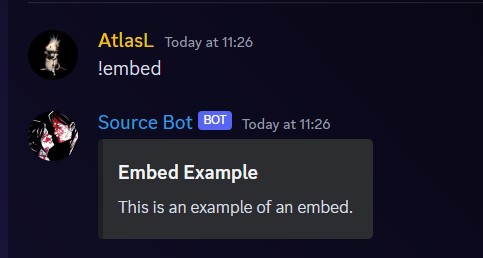 AtlasL Today at 11:26
!embed
Source Bot BOT Today at 11:26
Embed Example
This is an example of an embed.